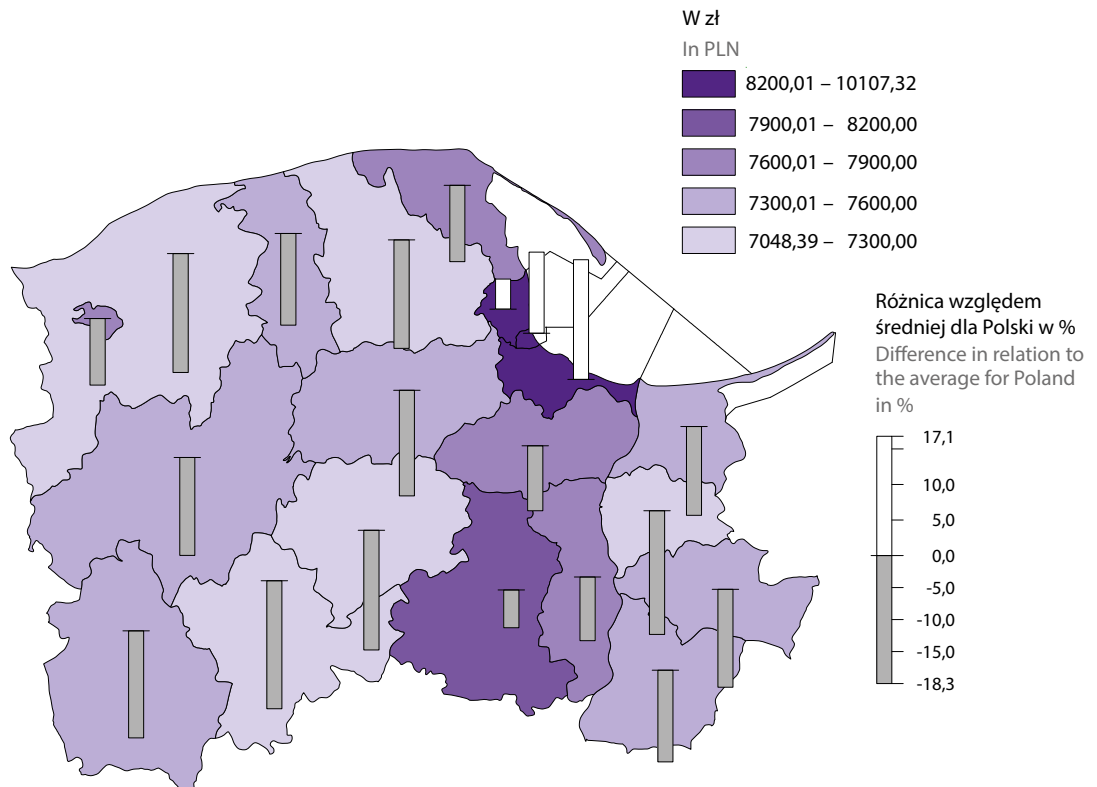 W zł
In PLN
8200,01 – 10107,32
7900,01 – 8200,00
7600,01 – 7900,00
7300,01 – 7600,00
7048,39 – 7300,00
Różnica względem
średniej dla Polski w %
Difference in relation to
the average for Poland
in %
17,1
10,0
5,0
0,0
-5,0
-10,0
-15,0
-18,3